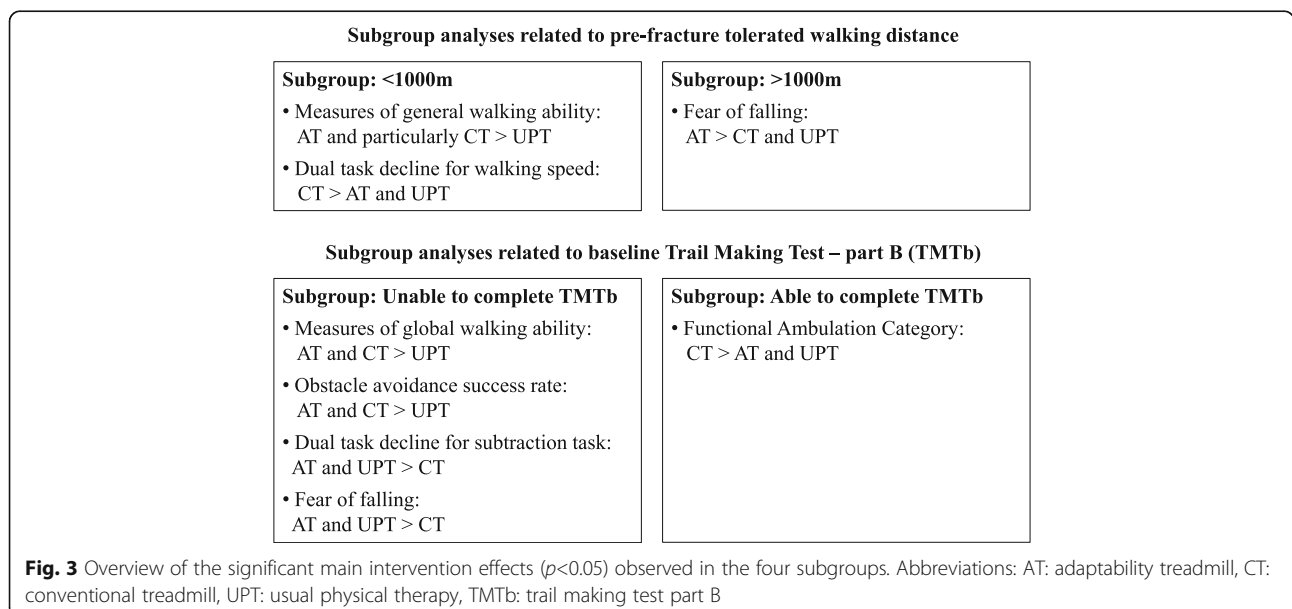 Subgroup analyses related to pre-fracture tolerated walking distance
Subgroup: <1000m
• Measures of general walking ability:
AT and particularly CT > UPT
• Dual task decline for walking speed:
CT > AT and UPT
Subgroup: >1000m
• Fear of falling:
AT > CT and UPT
Subgroup analyses related to baseline Trail Making Test – part B (TMTb)
Subgroup: Unable to complete TMTb
• Measures of global walking ability:
AT and CT > UPT
• Obstacle avoidance success rate:
AT and CT > UPT
• Dual task decline for subtraction task:
AT and UPT > CT
• Fear of falling:
AT and UPT > CT
Subgroup: Able to complete TMTb
• Functional Ambulation Category:
CT > AT and UPT
Fig. 3 Overview of the significant main intervention effects (p<0.05) observed in the four subgroups. Abbreviations: AT: adaptability treadmill, CT:
conventional treadmill, UPT: usual physical therapy, TMTb: trail making test part B